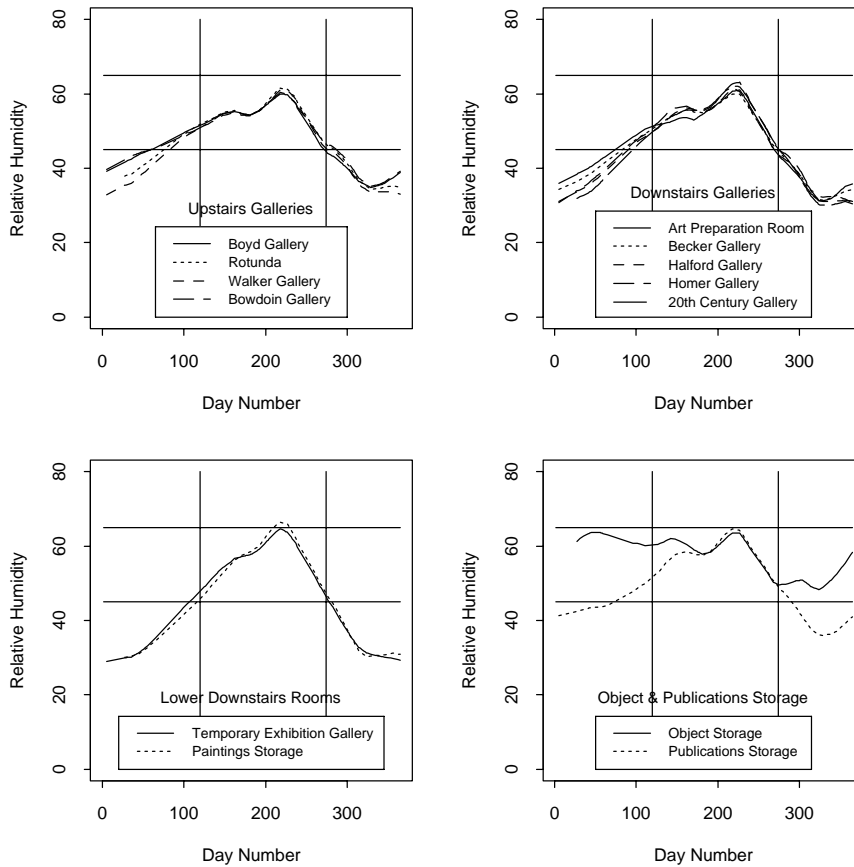 80
60
40
20
0
Relative Humidity
Upstairs Galleries
Boyd Gallery
Rotunda
Walker Gallery
Bowdoin Gallery
0 100 200 300
Day Number
80
60
40
20
0
Relative Humidity
Downstairs Galleries
Art Preparation Room
Becker Gallery
Halford Gallery
Homer Gallery
20th Century Gallery
0 100 200 300
Day Number
80
60
40
20
0
Relative Humidity
Lower Downstairs Rooms
Temporary Exhibition Gallery
Paintings Storage
0 100 200 300
Day Number
80
60
40
20
0
Relative Humidity
Object & Publications Storage
Object Storage
Publications Storage
0 100 200 300
Day Number